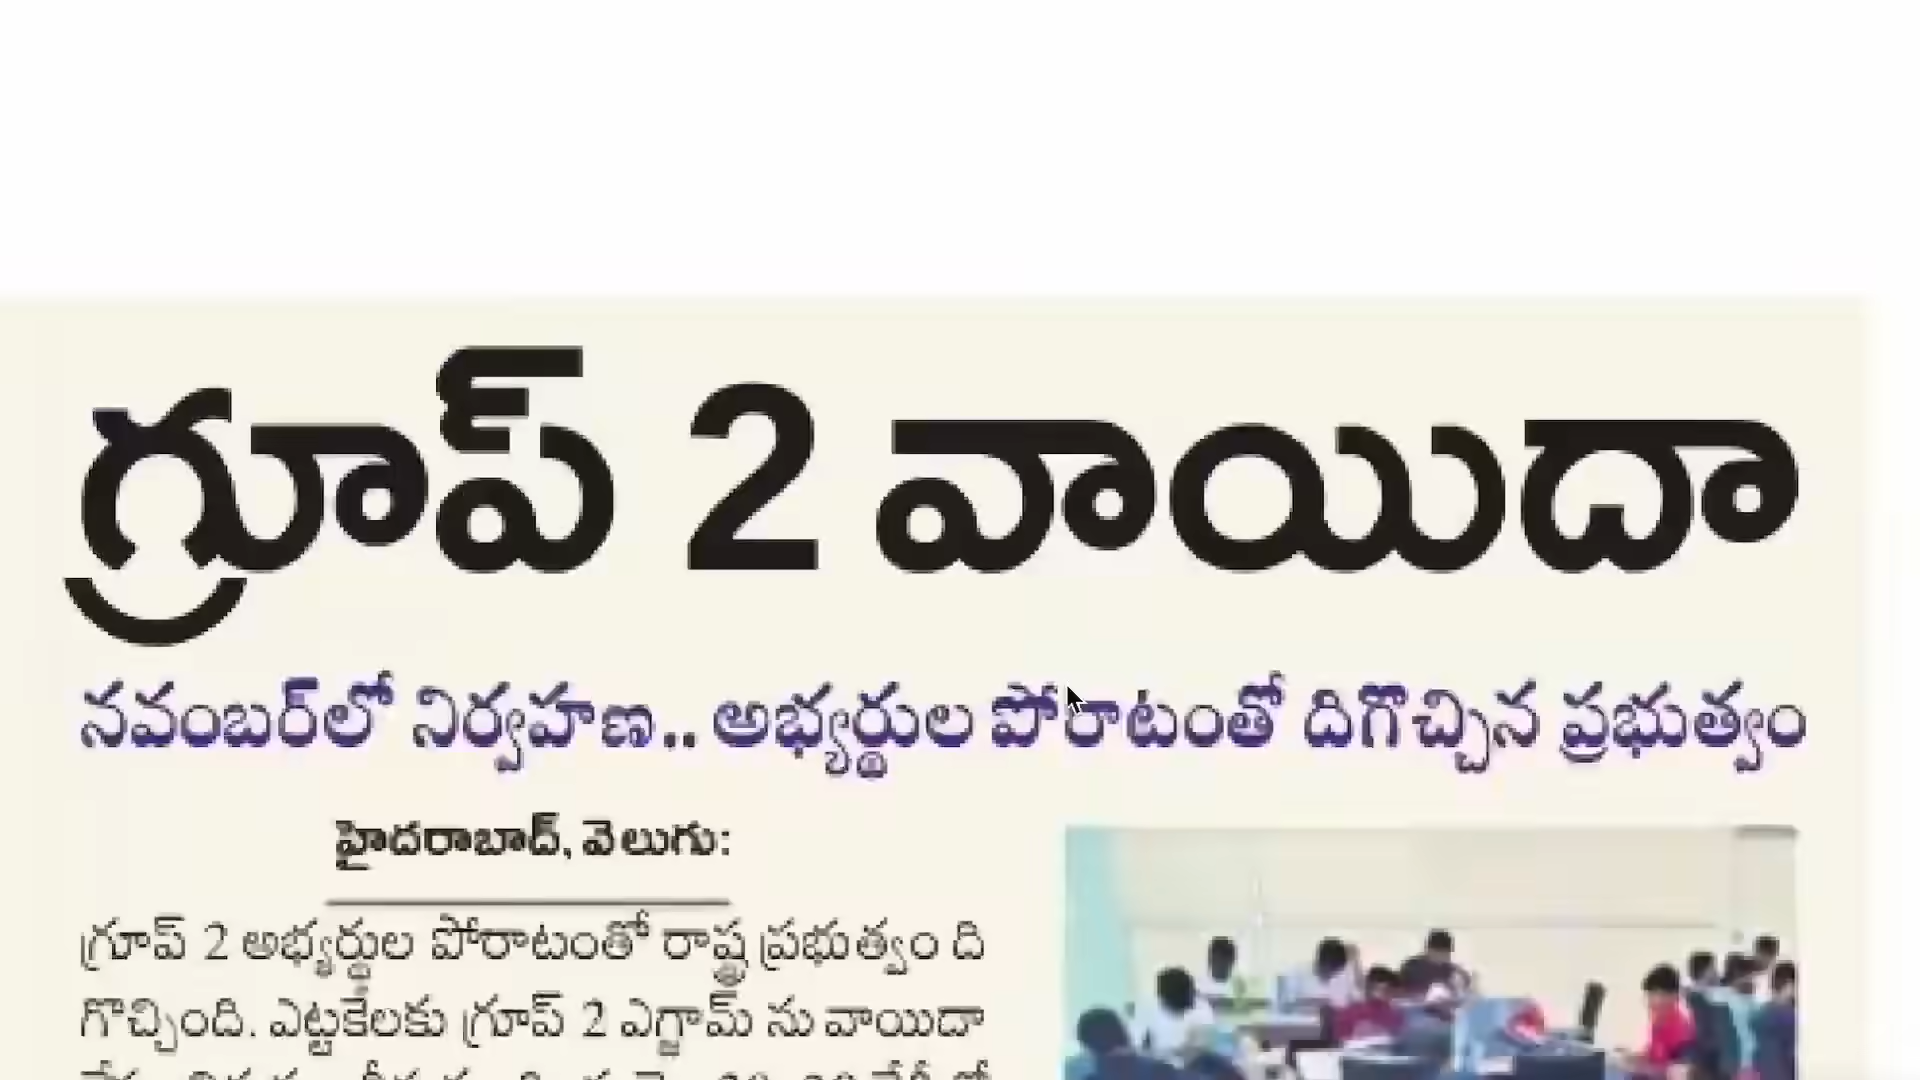 గ్రూప్ 2 వాయిదా
నవంబర్‌లో నిర్వహణ.. అభ్యర్థుల పోరాటంతో దిగొచ్చిన ప్రభుత్వం
హైదరాబాద్, వెలుగు:
గ్రూప్ 2 అభ్యర్థుల పోరాటంతో రాష్ట్ర ప్రభుత్వం ది
గొచ్చింది. ఎట్టకేలకు గ్రూప్ 2 ఎగ్జామ్ ను వాయిదా